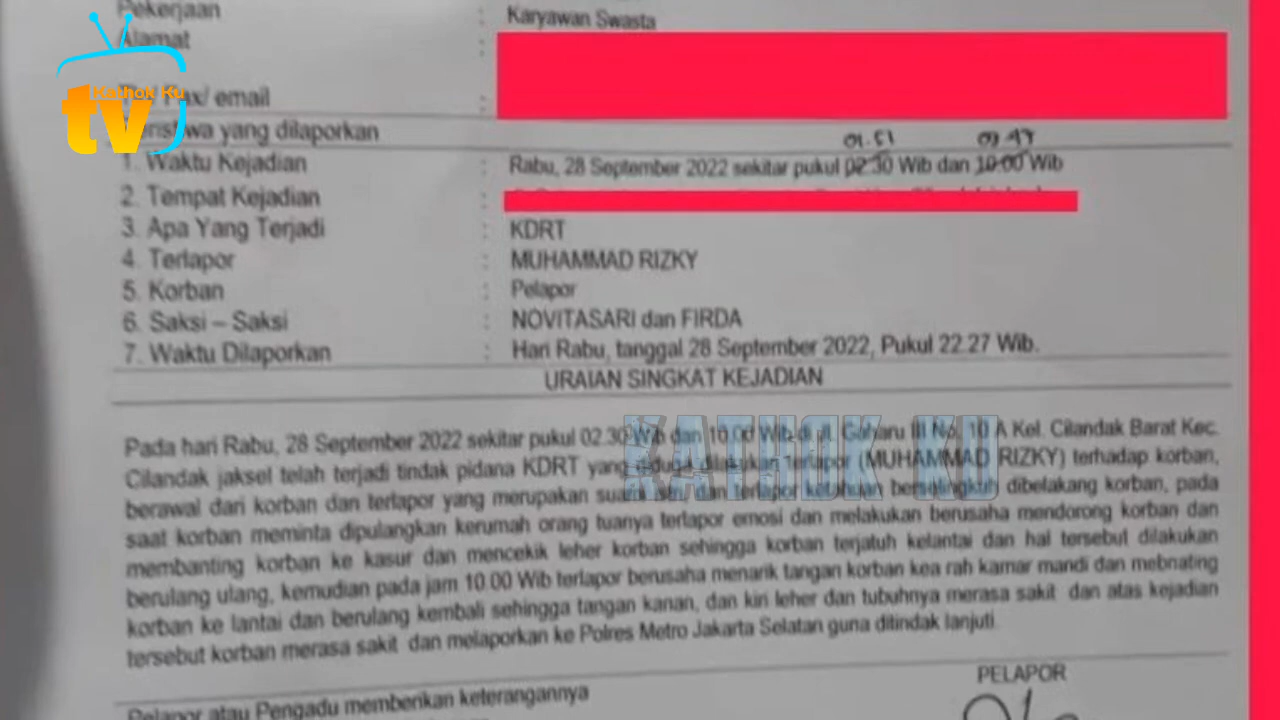 Pekerjaan : Karyawan Swasta
Alamat :
Fax/ email :
Kathok Ku
tv
yang dilaporkan
01.51 09.47
1. Waktu Kejadian : Rabu, 28 September 2022 sekitar pukul 02.30 Wib dan 10.00 Wib
2. Tempat Kejadian :
3. Apa Yang Terjadi : KDRT
4. Terlapor : MUHAMMAD RIZKY
5. Korban : Pelapor
6. Saksi – Saksi : NOVITASARI dan FIRDA
7. Waktu Dilaporkan : Hari Rabu, tanggal 28 September 2022, Pukul 22.27 Wib.
URAIAN SINGKAT KEJADIAN
KATHOK KU
Pada hari Rabu, 28 September 2022 sekitar pukul 02.30 Wib dan 10.00 Wib di jl. Gaharu III No. 10 A Kel. Cilandak Barat Kec.
Cilandak jaksel telah terjadi tindak pidana KDRT yang diduga dilakukan Terlapor (MUHAMMAD RIZKY) terhadap korban,
berawal dari korban dan terlapor yang merupakan dan terlapor ketahuan berselingkuh dibelakang korban, pada
saat korban meminta dipulangkan kerumah orang tuanya terlapor emosi dan melakukan berusaha mendorong korban dan
membanting korban ke kasur dan mencekik leher korban sehingga korban terjatuh kelantai dan hal tersebut dilakukan
berulang ulang, kemudian pada jam 10.00 Wib terlapor berusaha menarik tangan korban kea rah kamar mandi dan mebnating
korban ke lantai dan berulang kembali sehingga tangan kanan, dan kiri leher dan tubuhnya merasa sakit dan atas kejadian
tersebut korban merasa sakit dan melaporkan ke Polres Metro Jakarta Selatan guna ditindak lanjuti.
PELAPOR
Pelapor atau Pengadu memberikan keterangannya